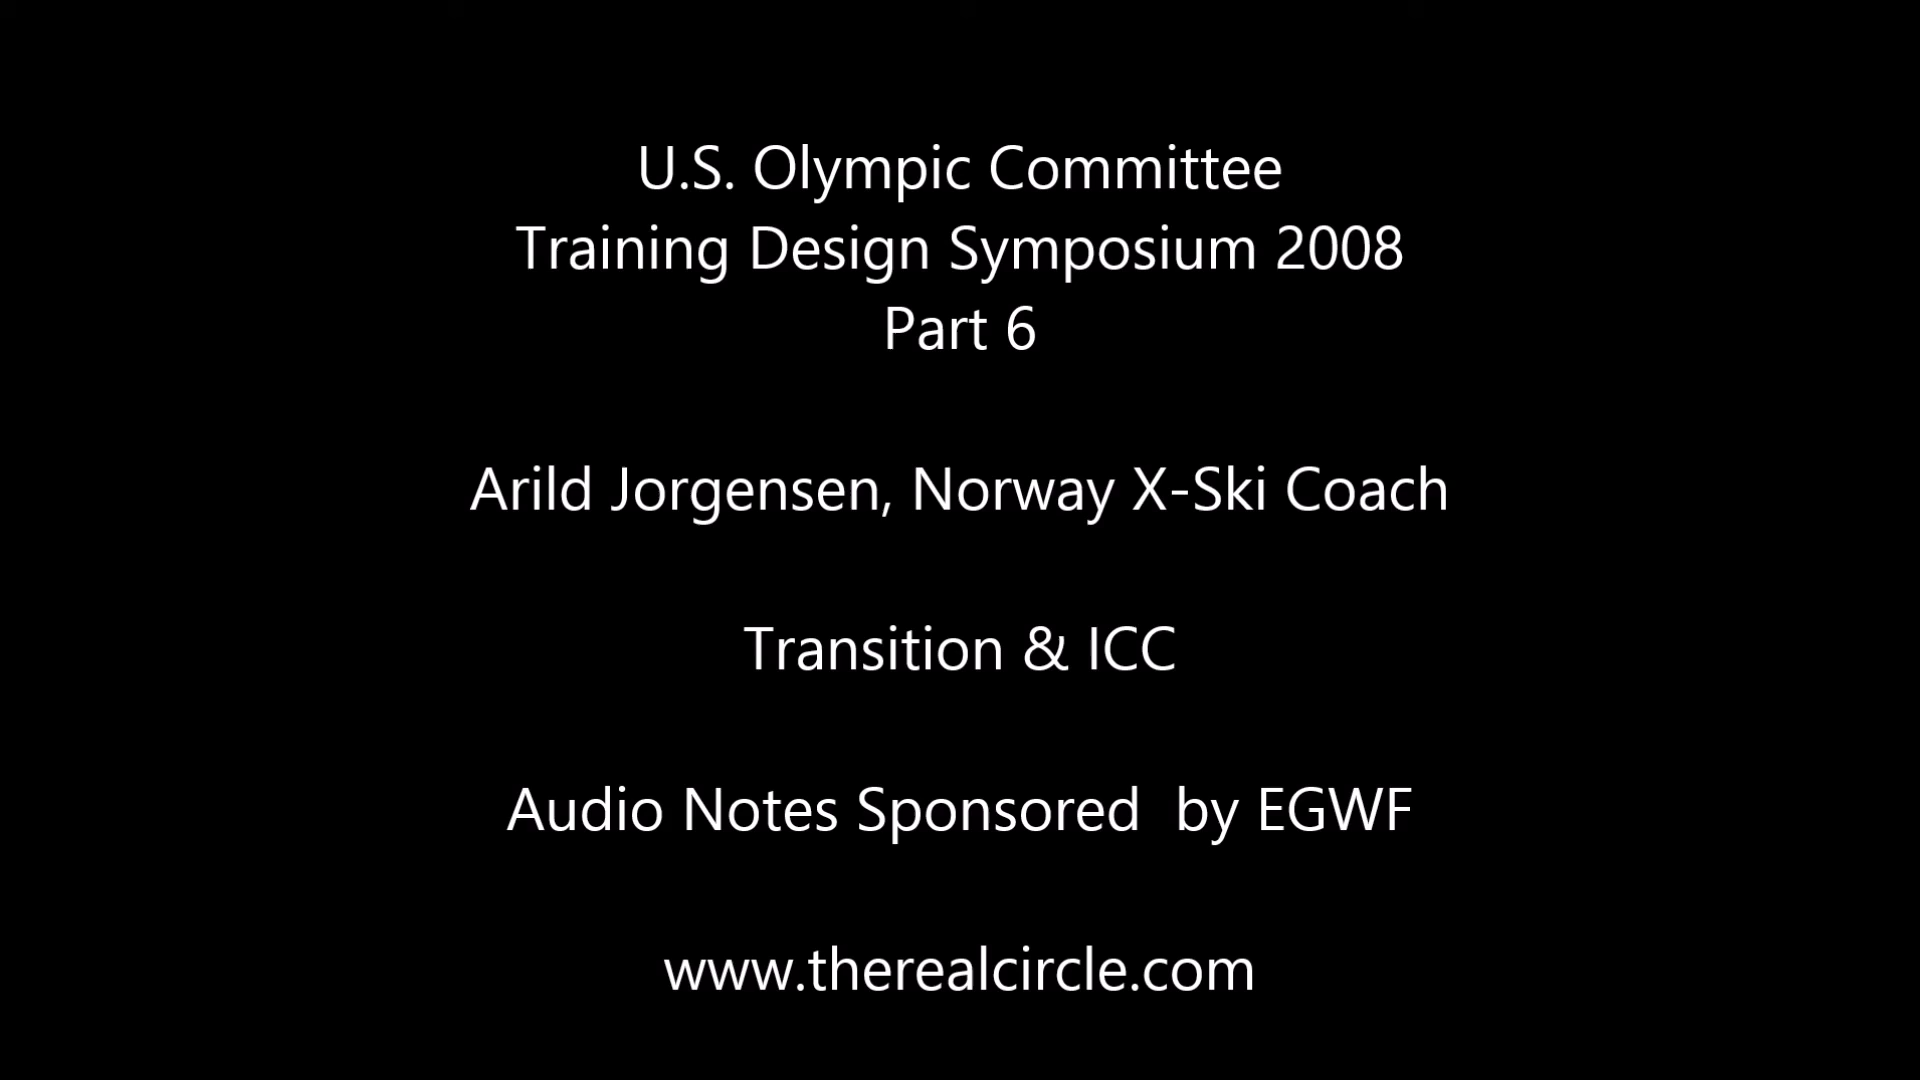 U.S. Olympic Committee
Training Design Symposium 2008
Part 6
Arild Jorgensen, Norway X-Ski Coach
Transition & ICC
Audio Notes Sponsored  by EGWF
www.therealcircle.com